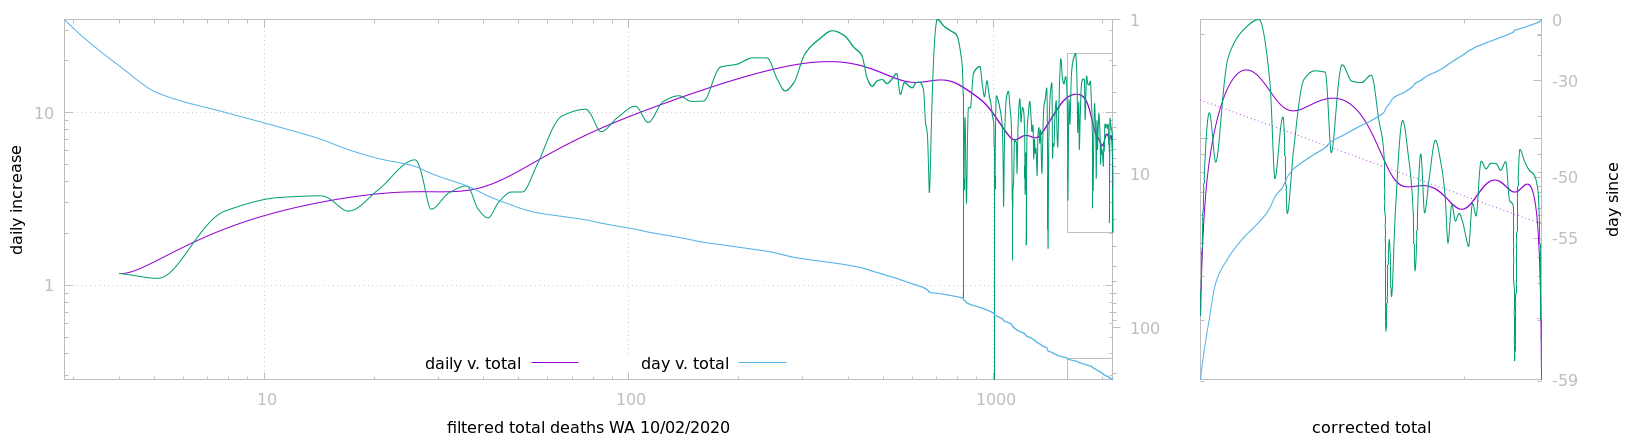 daily increase
10
1
daily v. total
day v. total
10
100
1000
filtered total deaths WA 10/02/2020
1
10
100
0
-30
-50
-55
-59
day since
corrected total